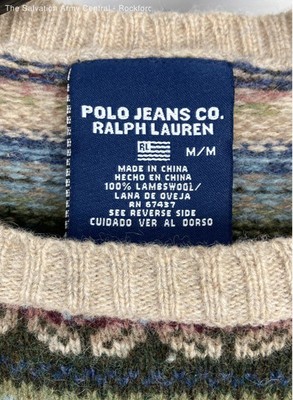 The Salvation Army Central - Rockford
POLO JEANS CO.
RALPH LAUREN
RL
M/M
MADE IN CHINA
HECHO EN CHINA
100% LAMBSWOOL/
LANA DE OVEJA
RN 67437
SEE REVERSE SIDE
CUIDADO VER AL DORSO